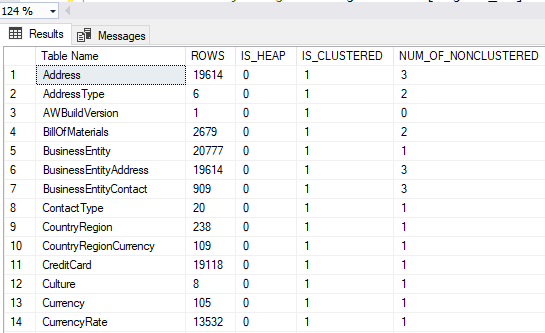 124 %
Results Messages
Table Name ROWS IS_HEAP IS_CLUSTERED NUM_OF_NONCLUSTERED
1 Address 19614 0 1 3
2 AddressType 6 0 1 2
3 AWBuildVersion 1 0 1 0
4 BillOfMaterials 2679 0 1 2
5 BusinessEntity 20777 0 1 1
6 BusinessEntityAddress 19614 0 1 3
7 BusinessEntityContact 909 0 1 3
8 ContactType 20 0 1 1
9 CountryRegion 238 0 1 1
10 CountryRegionCurrency 109 0 1 1
11 CreditCard 19118 0 1 1
12 Culture 8 0 1 1
13 Currency 105 0 1 1
14 CurrencyRate 13532 0 1 1